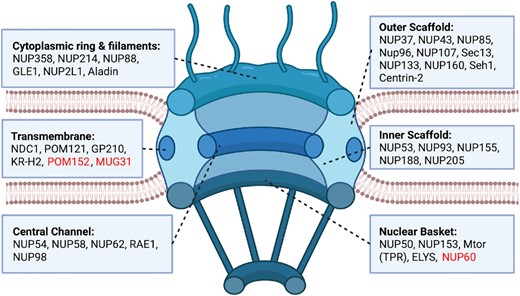 Cytoplasmic ring & fiilaments:
NUP358, NUP214, NUP88,
GLE1, NUP2L1, Aladin
Transmembrane:
NDC1, POM121, GP210,
KR-H2, POM152, MUG31
Central Channel:
NUP54, NUP58, NUP62, RAE1,
NUP98
Outer Scaffold:
NUP37, NUP43, NUP85,
Nup96, NUP107, Sec13,
NUP133, NUP160, Seh1,
Centrin-2
Inner Scaffold:
NUP53, NUP93, NUP155,
NUP188, NUP205
Nuclear Basket:
NUP50, NUP153, Mtor
(TPR), ELYS, NUP60